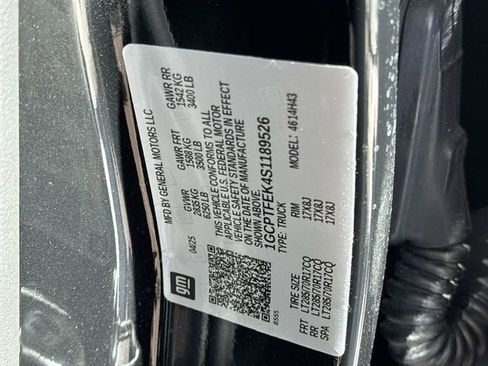 MFD BY GENERAL MOTORS LLC
04/25
GVWR
2835 KG
6250 LB
GAWR FRT
1588 KG
3500 LB
GAWR RR
1542 KG
3400 LB
THIS VEHICLE CONFORMS TO ALL
APPLICABLE U.S. FEDERAL MOTOR
VEHICLE SAFETY STANDARDS IN EFFECT
ON THE DATE OF MANUFACTURE
SHOWN ABOVE.
1GCPTFEK4S1189526
TYPE: TRUCK
MODEL: 4614H43
gm
6555
TIRE SIZE
RIM
FRT LT285/70R17CQ 17X8J
RR LT285/70R17CQ 17X8J
SPA LT285/70R17CQ 17X8J